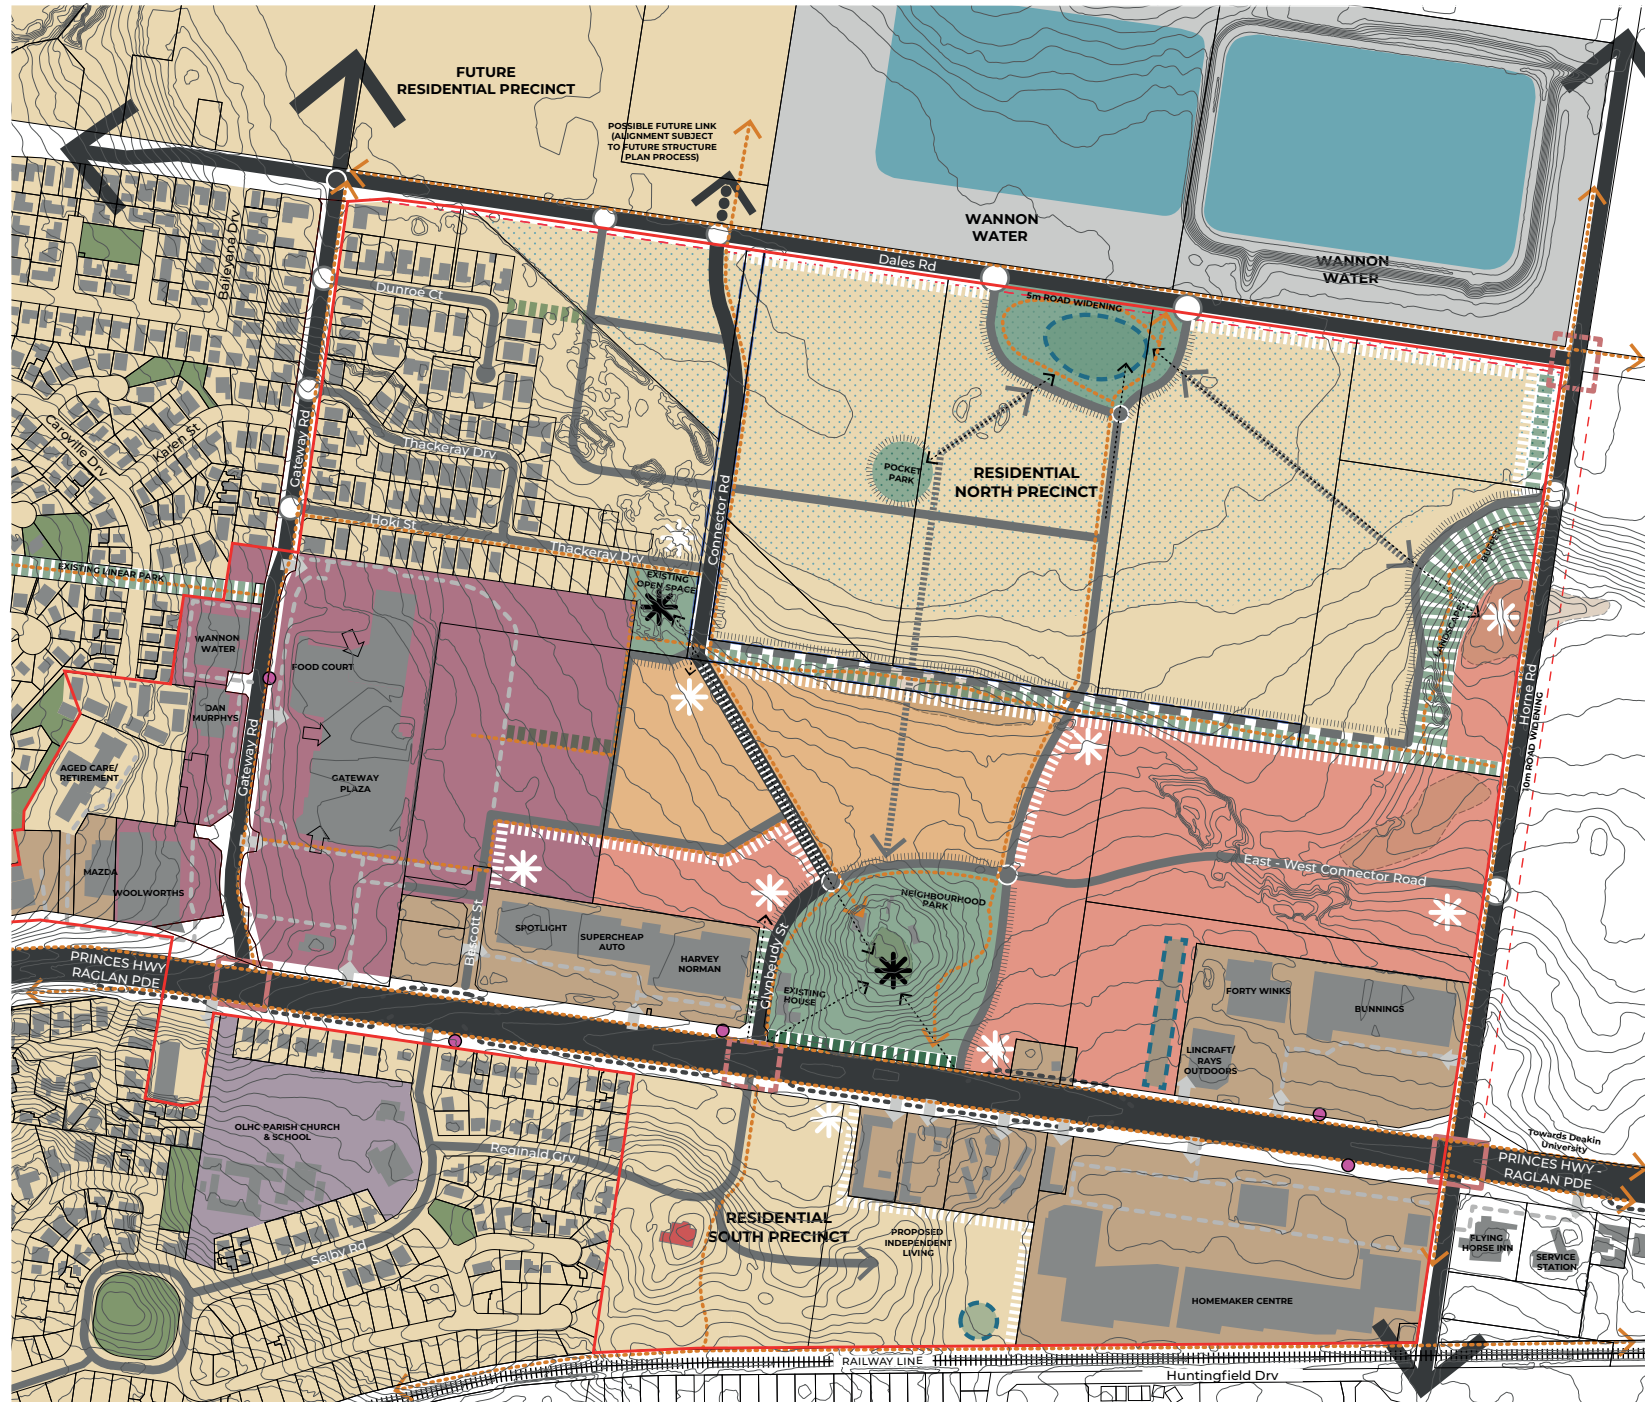 FUTURE
RESIDENTIAL PRECINCT
POSSIBLE FUTURE LINK
(ALIGNMENT SUBJECT
TO FUTURE STRUCTURE
PLAN PROCESS)
WANNON
WATER
WANNON
WATER
Bailevana Drv
Dales Rd
Dunroe Ct
5m ROAD WIDENING
Gateway Rd
Caroville Drv
Karen St
Thackeray Drv
POCKET
PARK
RESIDENTIAL
NORTH PRECINCT
Connector Rd
Hoki St
Thackeray Drv
EXISTING LINEAR PARK
EXISTING
OPEN SPACE
LANDSCAPE
BUFFER
WANNON
WATER
FOOD COURT
DAN
MURPHYS
Gateway Rd
Horne Rd
10m ROAD WIDENING
AGED CARE/
RETIREMENT
GATEWAY
PLAZA
MAZDA
WOOLWORTHS
East - West Connector Road
NEIGHBOURHOOD
PARK
Bescott St
SPOTLIGHT
SUPERCHEAP
AUTO
HARVEY
NORMAN
Glynbeudy St
EXISTING
HOUSE
PRINCES HWY
RAGLAN PDE
FORTY WINKS
BUNNINGS
LINCRAFT/
RAYS
OUTDOORS
OLHC PARISH CHURCH
& SCHOOL
Reginald Grv
Towards Deakin
University
PRINCES HWY -
RAGLAN PDE
RESIDENTIAL
SOUTH PRECINCT
PROPOSED
INDEPENDENT
LIVING
Selby Rd
FLYING
HORSE INN
SERVICE
STATION
HOMEMAKER CENTRE
RAILWAY LINE
Huntingfield Drv